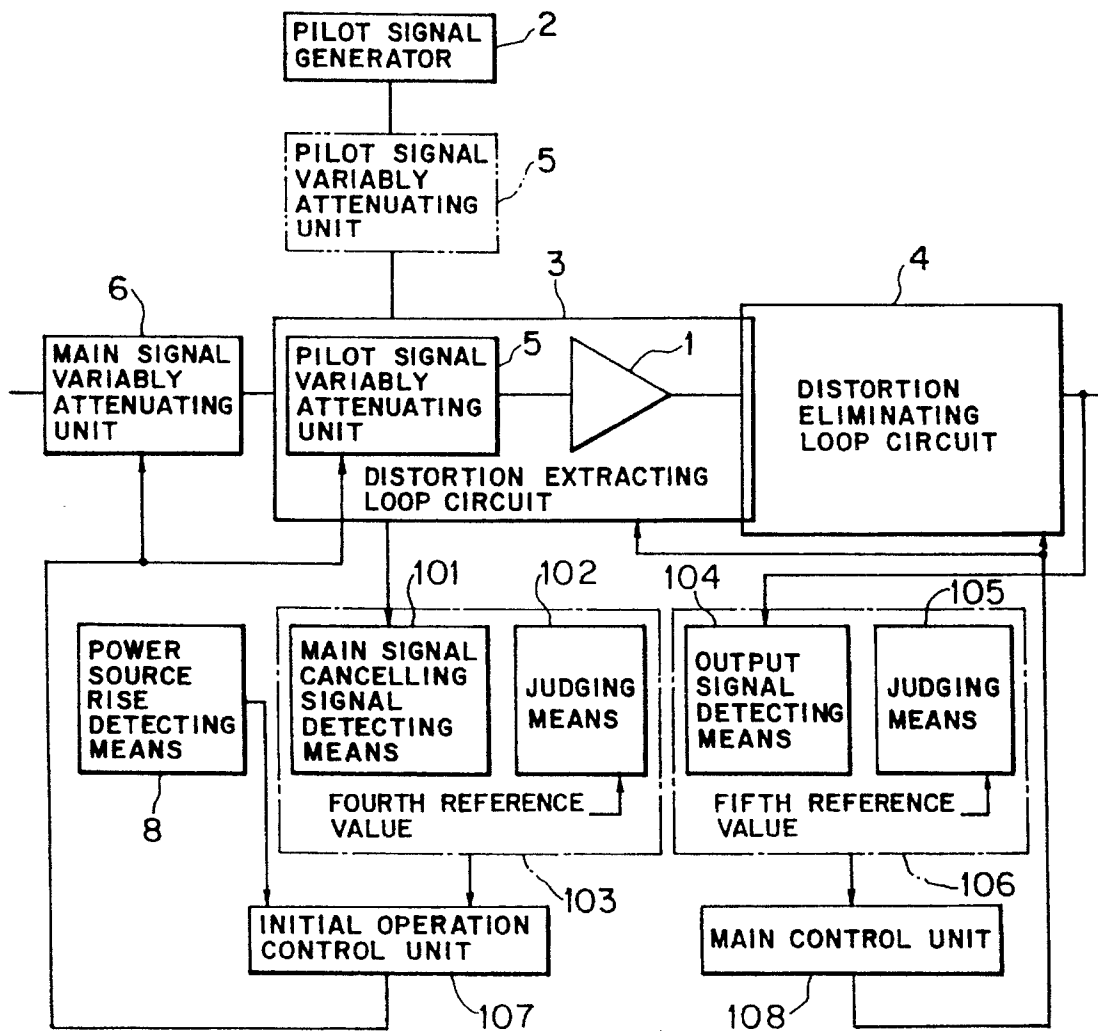 PILOT SIGNAL
GENERATOR
2
PILOT SIGNAL
VARIABLY
ATTENUATING
UNIT
5
3
4
6
MAIN SIGNAL
VARIABLY
ATTENUATING
UNIT
PILOT SIGNAL
VARIABLY
ATTENUATING
UNIT
5
1
DISTORTION EXTRACTING
LOOP CIRCUIT
DISTORTION
ELIMINATING
LOOP CIRCUIT
101
102
104
105
POWER
SOURCE
RISE
DETECTING
MEANS
8
MAIN SIGNAL
CANCELLING
SIGNAL
DETECTING
MEANS
JUDGING
MEANS
FOURTH REFERENCE
VALUE
OUTPUT
SIGNAL
DETECTING
MEANS
JUDGING
MEANS
FIFTH REFERENCE
VALUE
103
106
INITIAL OPERATION
CONTROL UNIT
107
MAIN CONTROL UNIT
108